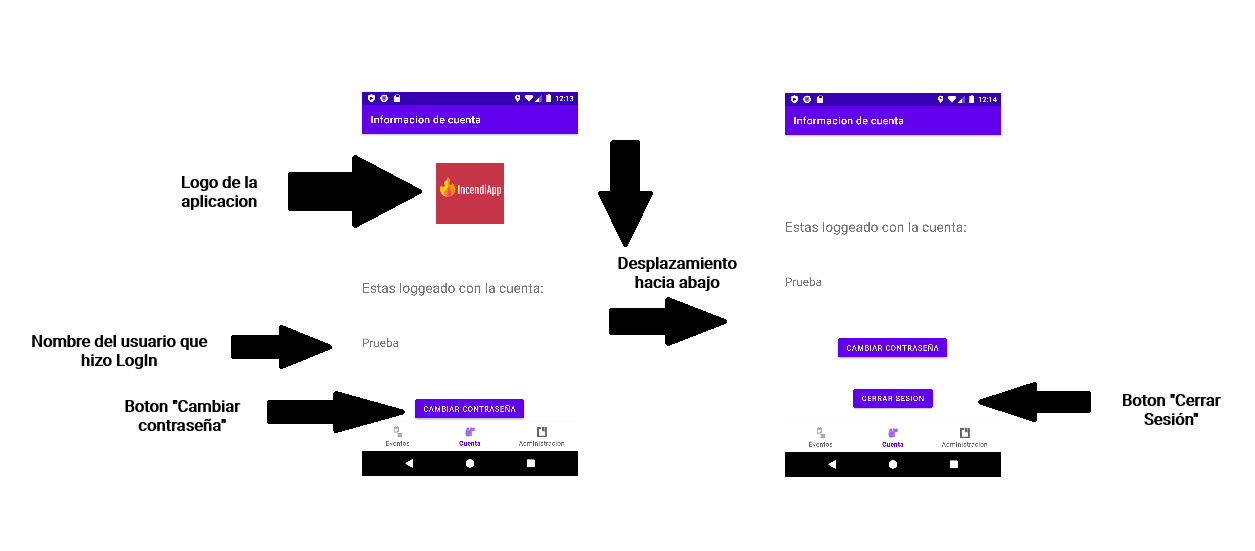 12:13
Informacion de cuenta
Logo de la
aplicacion
IncendiApp
Estas loggeado con la cuenta:
Nombre del usuario que
hizo LogIn
Prueba
Boton "Cambiar
contraseña"
CAMBIAR CONTRASEÑA
Eventos
Cuenta
Administracion
Desplazamiento
hacia abajo
12:14
Informacion de cuenta
Estas loggeado con la cuenta:
Prueba
CAMBIAR CONTRASEÑA
CERRAR SESION
Boton "Cerrar
Sesión"
Eventos
Cuenta
Administracion